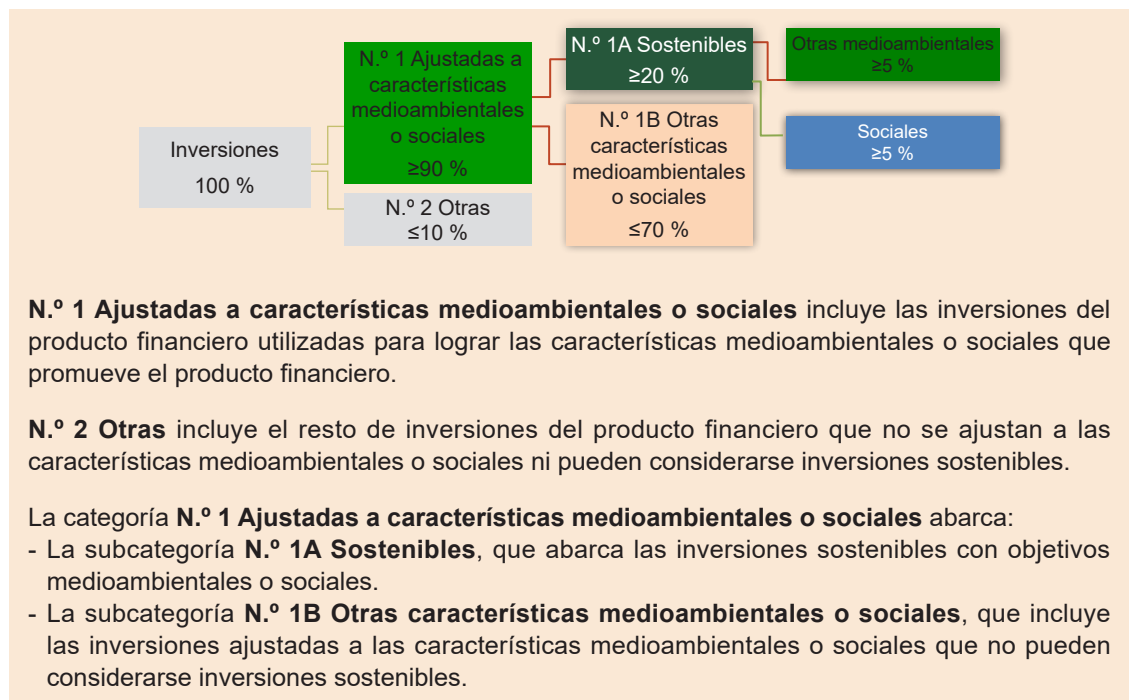 Inversiones
100 %
N.º 1 Ajustadas a
características
medioambientales
o sociales
≥90 %
N.º 2 Otras
≤10 %
N.º 1A Sostenibles
≥20 %
N.º 1B Otras
características
medioambientales
o sociales
≤70 %
Otras medioambientales
≥5 %
Sociales
≥5 %
N.º 1 Ajustadas a características medioambientales o sociales incluye las inversiones del
producto financiero utilizadas para lograr las características medioambientales o sociales que
promueve el producto financiero.
N.º 2 Otras incluye el resto de inversiones del producto financiero que no se ajustan a las
características medioambientales o sociales ni pueden considerarse inversiones sostenibles.
La categoría N.º 1 Ajustadas a características medioambientales o sociales abarca:
- La subcategoría N.º 1A Sostenibles, que abarca las inversiones sostenibles con objetivos
medioambientales o sociales.
- La subcategoría N.º 1B Otras características medioambientales o sociales, que incluye
las inversiones ajustadas a las características medioambientales o sociales que no pueden
considerarse inversiones sostenibles.